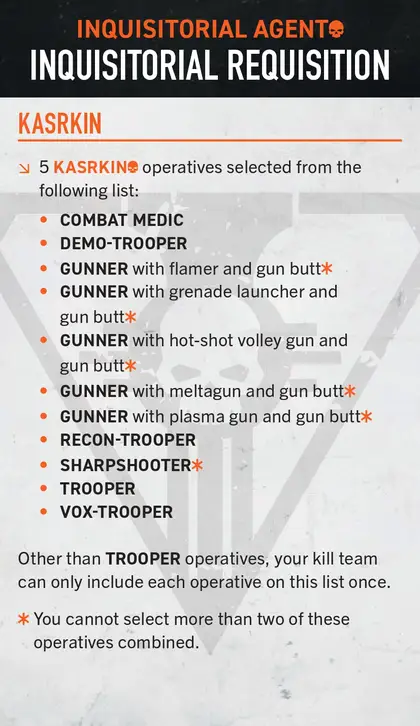 INQUISITORIAL AGENT
INQUISITORIAL REQUISITION
KASRKIN
↘ 5 KASRKIN operatives selected from the
following list:
• COMBAT MEDIC
• DEMO-TROOPER
• GUNNER with flamer and gun butt*
• GUNNER with grenade launcher and
gun butt*
• GUNNER with hot-shot volley gun and
gun butt*
• GUNNER with meltagun and gun butt*
• GUNNER with plasma gun and gun butt*
• RECON-TROOPER
• SHARPSHOOTER*
• TROOPER
• VOX-TROOPER
Other than TROOPER operatives, your kill team
can only include each operative on this list once.
* You cannot select more than two of these
operatives combined.